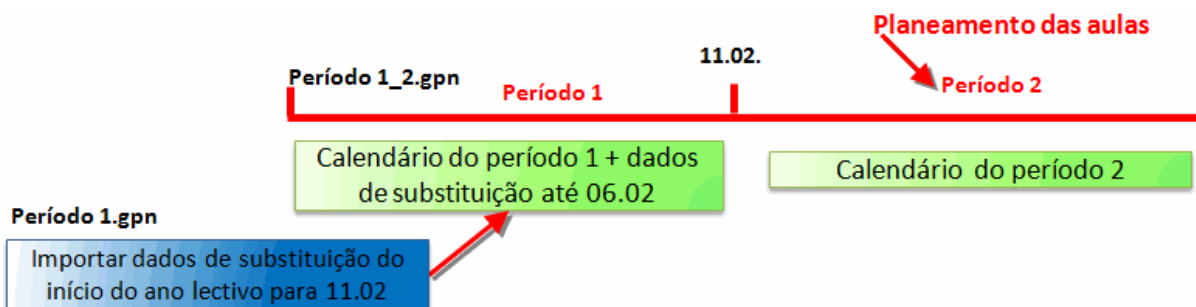 Planeamento das aulas
11.02.
Período 1_2.gpn
Período 1
Período 2
Calendário do período 1 + dados
de substituição até 06.02
Calendário do período 2
Período 1.gpn
Importar dados de substituição do
início do ano lectivo para 11.02